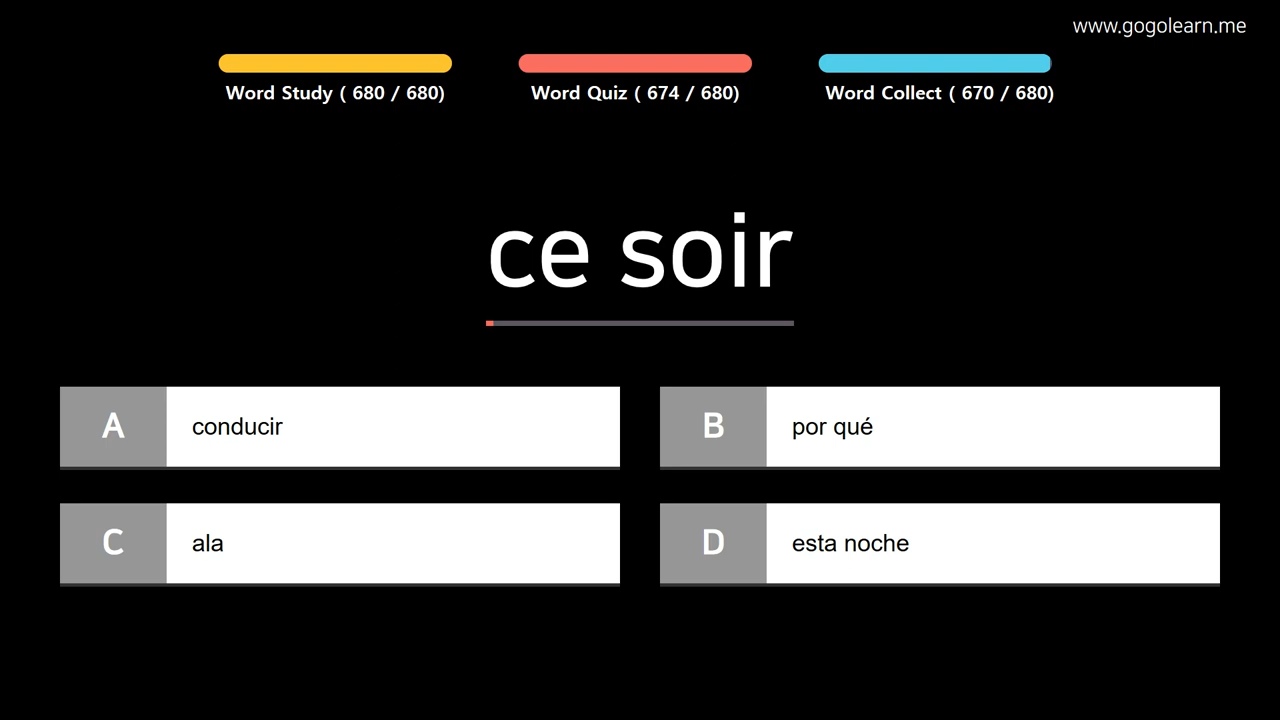 www.gogolearn.me
Word Study ( 680 / 680)
Word Quiz ( 674 / 680)
Word Collect ( 670 / 680)
ce soir
A
conducir
B
por qué
C
ala
D
esta noche